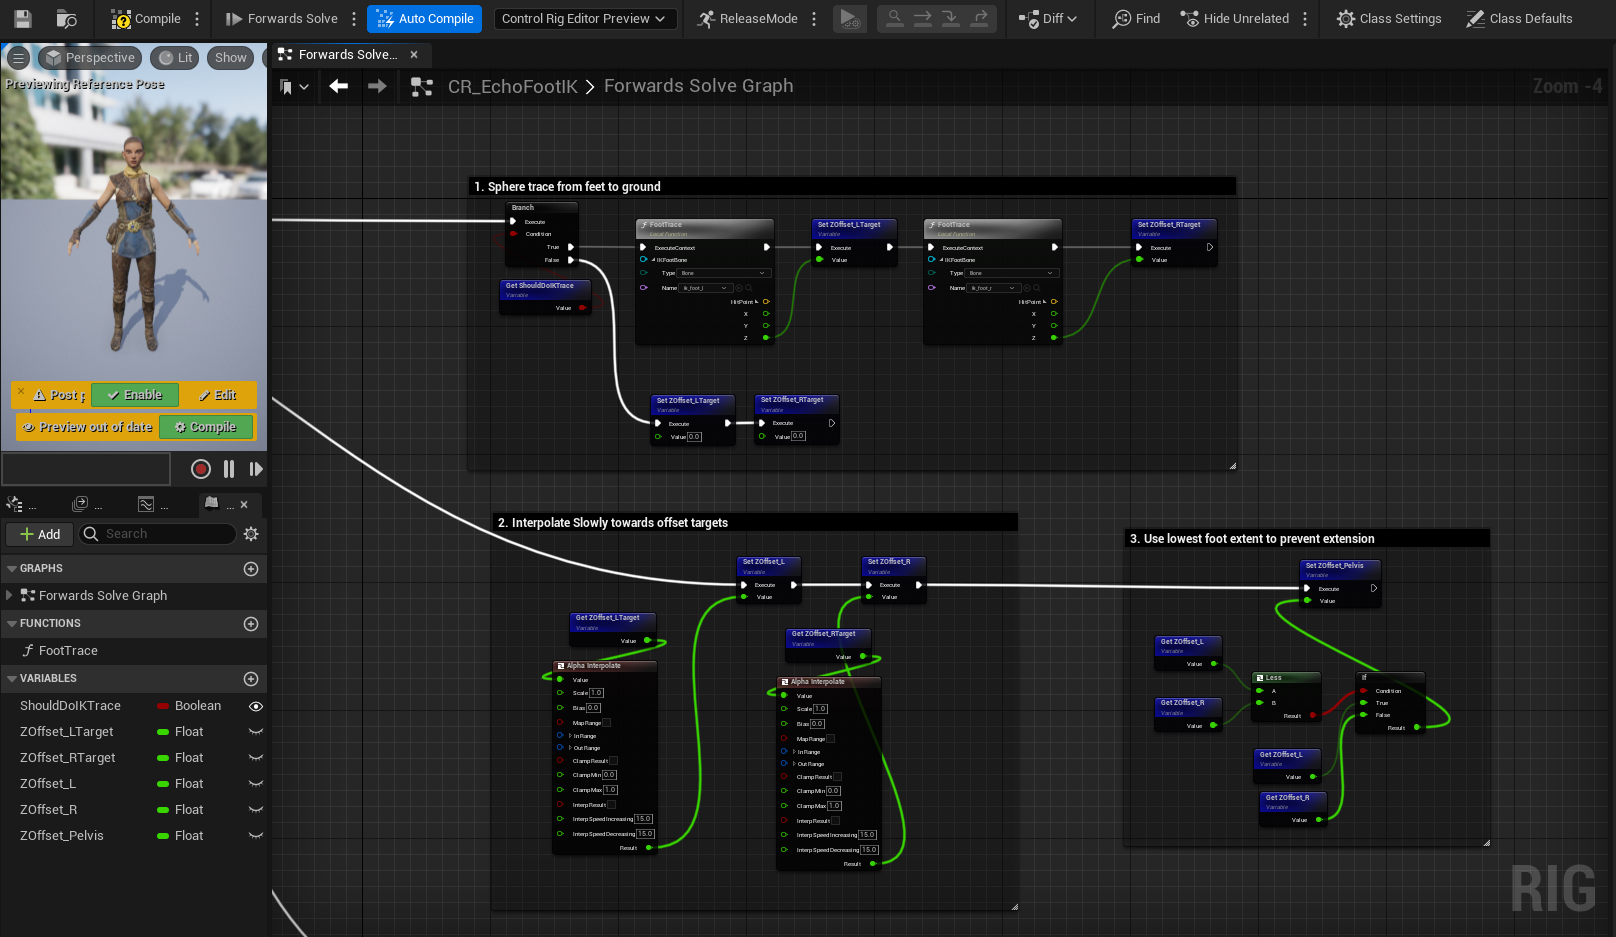 Compile
Forwards Solve
Auto Compile
Control Rig Editor Preview
ReleaseMode
Diff
Find
Hide Unrelated
Class Settings
Class Defaults
Perspective
Lit
Show
Previewing Reference Pose
Post p
Enable
Edit
Preview out of date
Compile
...
...
...
...
Add
Search
GRAPHS
Forwards Solve Graph
FUNCTIONS
FootTrace
VARIABLES
ShouldDoIKTrace Boolean
ZOffset_LTarget Float
ZOffset_RTarget Float
ZOffset_L Float
ZOffset_R Float
ZOffset_Pelvis Float
Forwards Solve...
CR_EchoFootIK > Forwards Solve Graph
Zoom -4
1. Sphere trace from feet to ground
Branch
Execute
Condition
True
False
Get ShouldDoIKTrace
Variable
Value
FootTrace
Local Function
ExecuteContext
IKFootBone
Type Bone
Name ik_foot_l
HitPoint
X
Y
Z
Set ZOffset_LTarget
Variable
Execute
Value
FootTrace
Local Function
ExecuteContext
IKFootBone
Type Bone
Name ik_foot_r
HitPoint
X
Y
Z
Set ZOffset_RTarget
Variable
Execute
Value
Set ZOffset_LTarget
Variable
Execute
Value 0.0
Set ZOffset_RTarget
Variable
Execute
Value 0.0
2. Interpolate Slowly towards offset targets
Set ZOffset_L
Variable
Execute
Value
Set ZOffset_R
Variable
Execute
Value
Get ZOffset_LTarget
Variable
Value
Alpha Interpolate
Value
Scale 1.0
Bias 0.0
Map Range
In Range
Out Range
Clamp Result
Clamp Min 0.0
Clamp Max 1.0
Interp Result
Interp Speed Increasing 15.0
Interp Speed Decreasing 15.0
Result
Get ZOffset_RTarget
Variable
Value
Alpha Interpolate
Value
Scale 1.0
Bias 0.0
Map Range
In Range
Out Range
Clamp Result
Clamp Min 0.0
Clamp Max 1.0
Interp Result
Interp Speed Increasing 15.0
Interp Speed Decreasing 15.0
Result
3. Use lowest foot extent to prevent extension
Set ZOffset_Pelvis
Variable
Execute
Value
Get ZOffset_L
Variable
Value
Get ZOffset_R
Variable
Value
Less
A
B
Result
If
Condition
True
False
Result
Get ZOffset_L
Variable
Value
Get ZOffset_R
Variable
Value
RIG